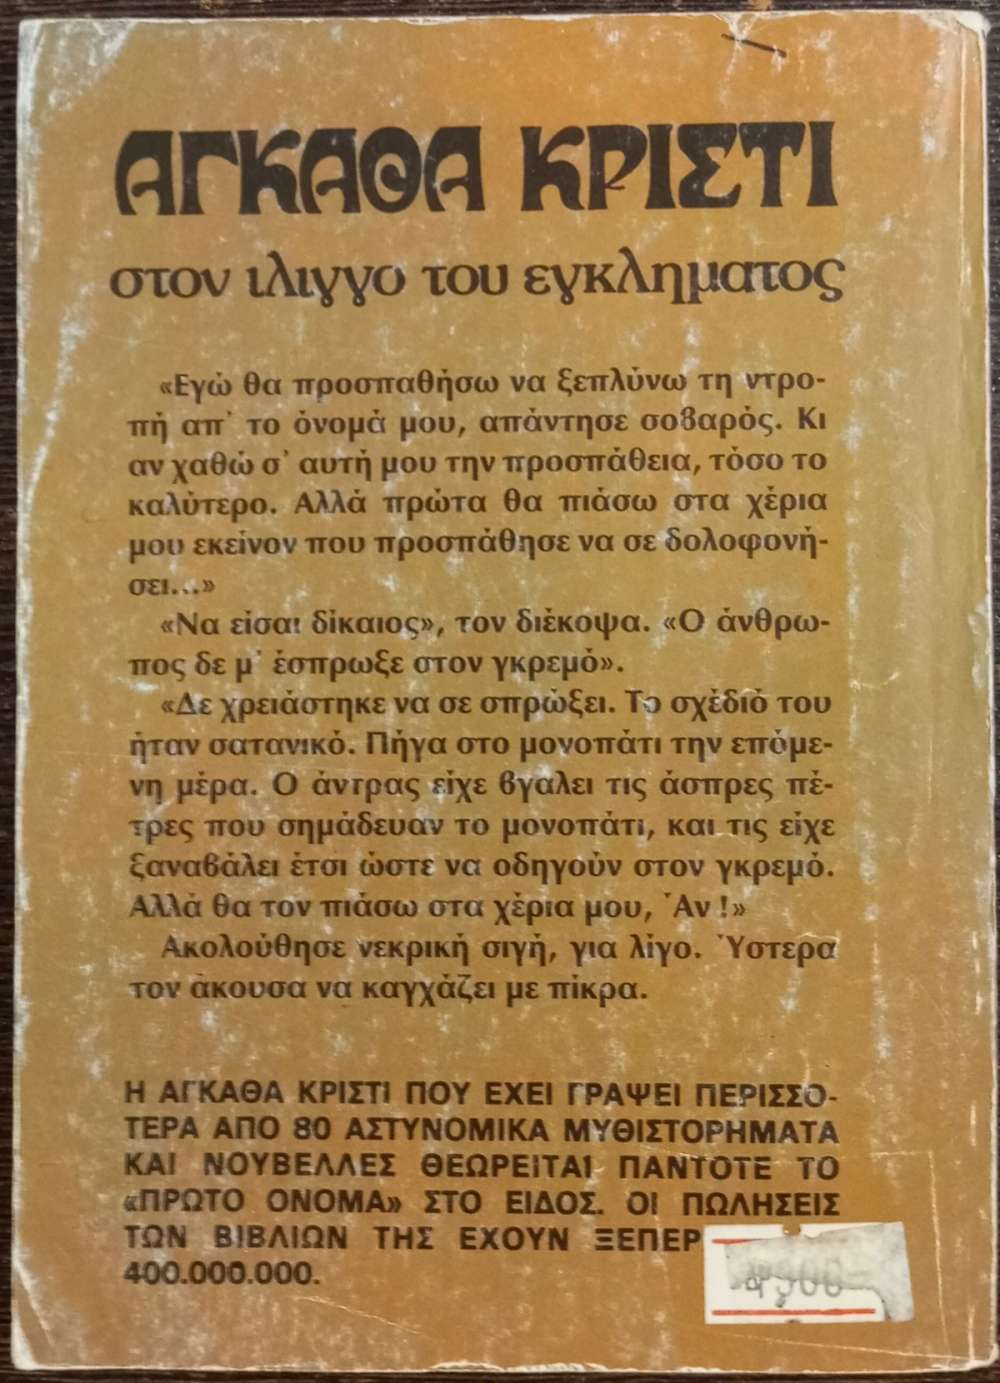 ΑΓΚΑΘΑ ΚΡΙΣΤΙ
στον ιλιγγο του εγκληματος
«Εγώ θα προσπαθήσω να ξεπλύνω τη ντρο-
πή απ' το όνομά μου, απάντησε σοβαρός. Κι
αν χαθώ σ' αυτή μου την προσπάθεια, τόσο το
καλύτερο. Αλλά πρώτα θα πιάσω στα χέρια
μου εκείνον που προσπάθησε να σε δολοφονή-
σει...»
«Να είσαι δίκαιος», τον διέκοψα. «Ο άνθρω-
πος δε μ' έσπρωξε στον γκρεμό».
«Δε χρειάστηκε να σε σπρώξει. Το σχέδιό του
ήταν σατανικό. Πήγα στο μονοπάτι την επόμε-
νη μέρα. Ο άντρας είχε βγαλει τις άσπρες πέ-
τρες που σημάδευαν το μονοπάτι, και τις είχε
ξαναβάλει έτσι ώστε να οδηγούν στον γκρεμό.
Αλλά θα τον πιάσω στα χέρια μου, Άν!»
Ακολούθησε νεκρική σιγή, για λίγο. Ύστερα
τον άκουσα να καγχάζει με πίκρα.
Η ΑΓΚΑΘΑ ΚΡΙΣΤΙ ΠΟΥ ΕΧΕΙ ΓΡΑΨΕΙ ΠΕΡΙΣΣΟ-
ΤΕΡΑ ΑΠΟ 80 ΑΣΤΥΝΟΜΙΚΑ ΜΥΘΙΣΤΟΡΗΜΑΤΑ
ΚΑΙ ΝΟΥΒΕΛΛΕΣ ΘΕΩΡΕΙΤΑΙ ΠΑΝΤΟΤΕ ΤΟ
«ΠΡΩΤΟ ΟΝΟΜΑ» ΣΤΟ ΕΙΔΟΣ. ΟΙ ΠΩΛΗΣΕΙΣ
ΤΩΝ ΒΙΒΛΙΩΝ ΤΗΣ ΕΧΟΥΝ ΞΕΠΕΡ
400.000.000.